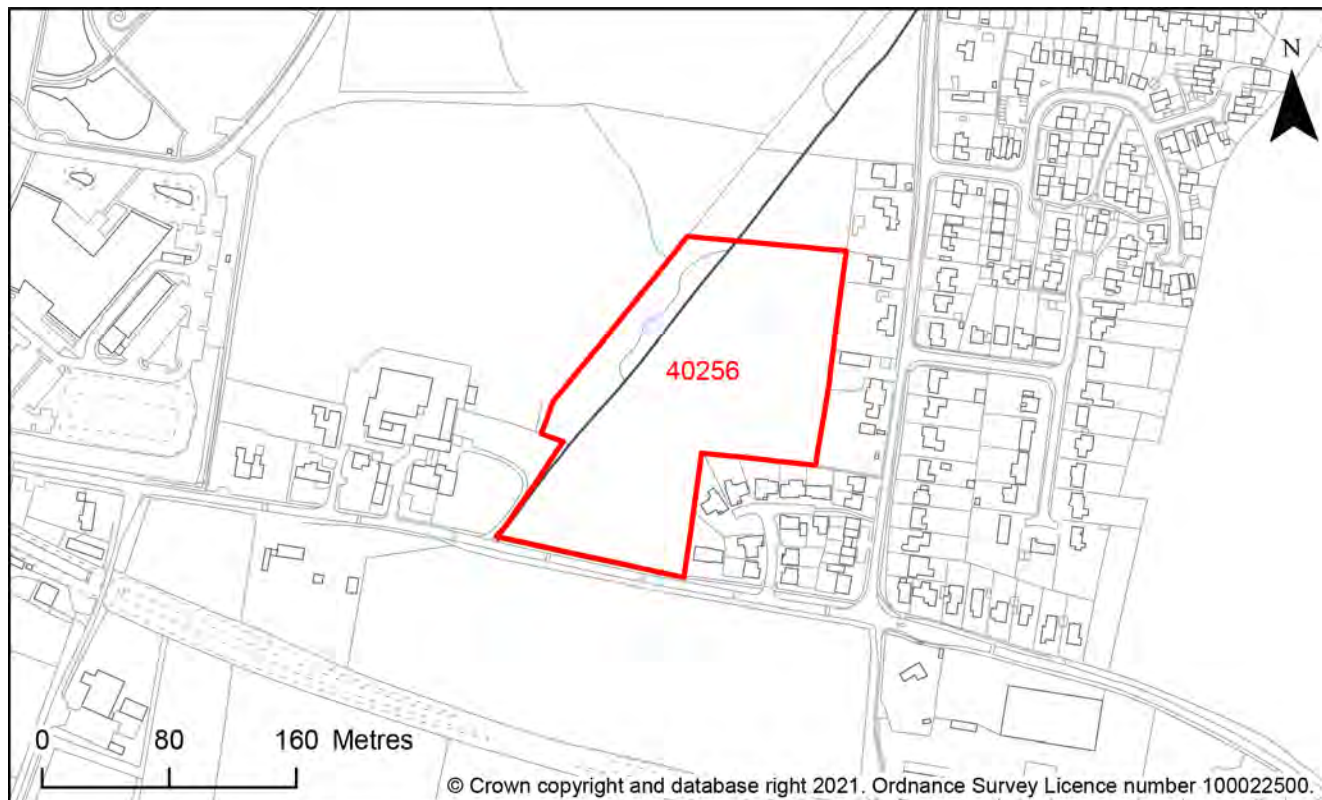 N
40256
0 80 160 Metres
© Crown copyright and database right 2021. Ordnance Survey Licence number 100022500.